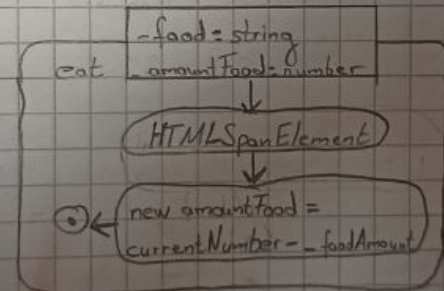 _food: string
eat
_amountFood: number
HTMLSpanElement
new amountFood =
currentNumber - _foodAmount